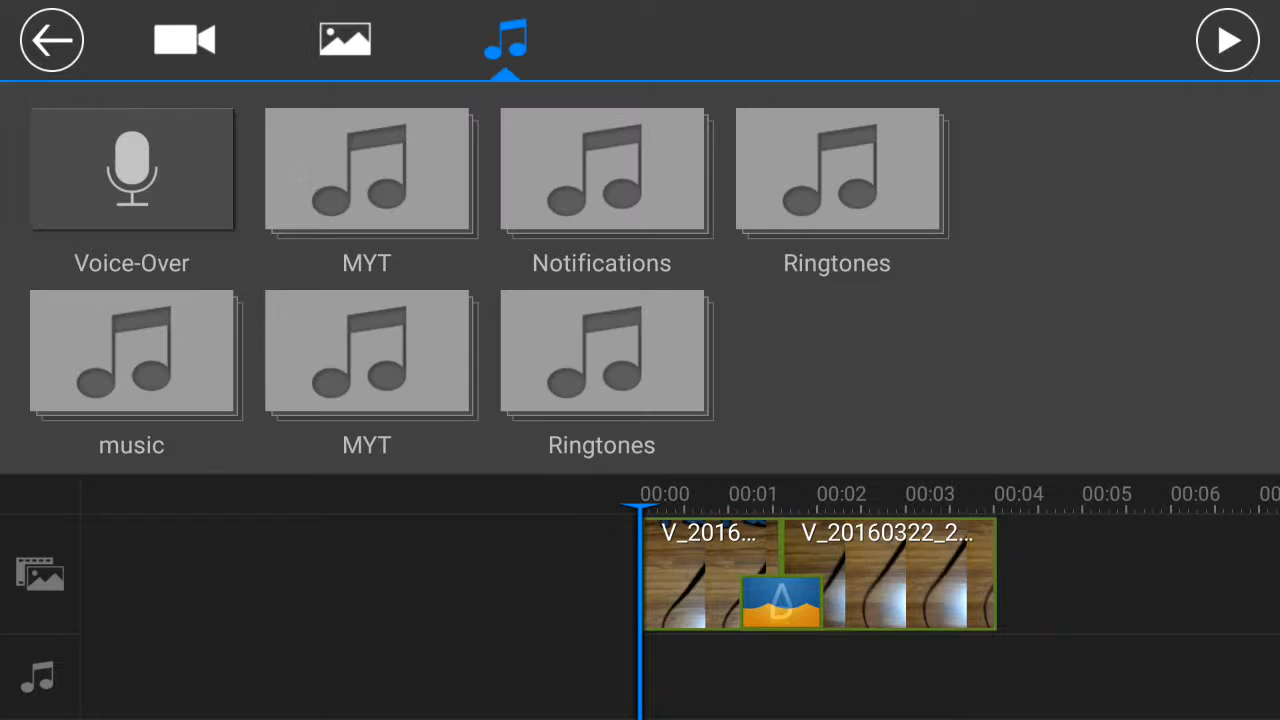 Voice-Over MYT Notifications Ringtones
music MYT Ringtones
00:00 00:01 00:02 00:03 00:04 00:05 00:06 00
V_2016... V_20160322_2...